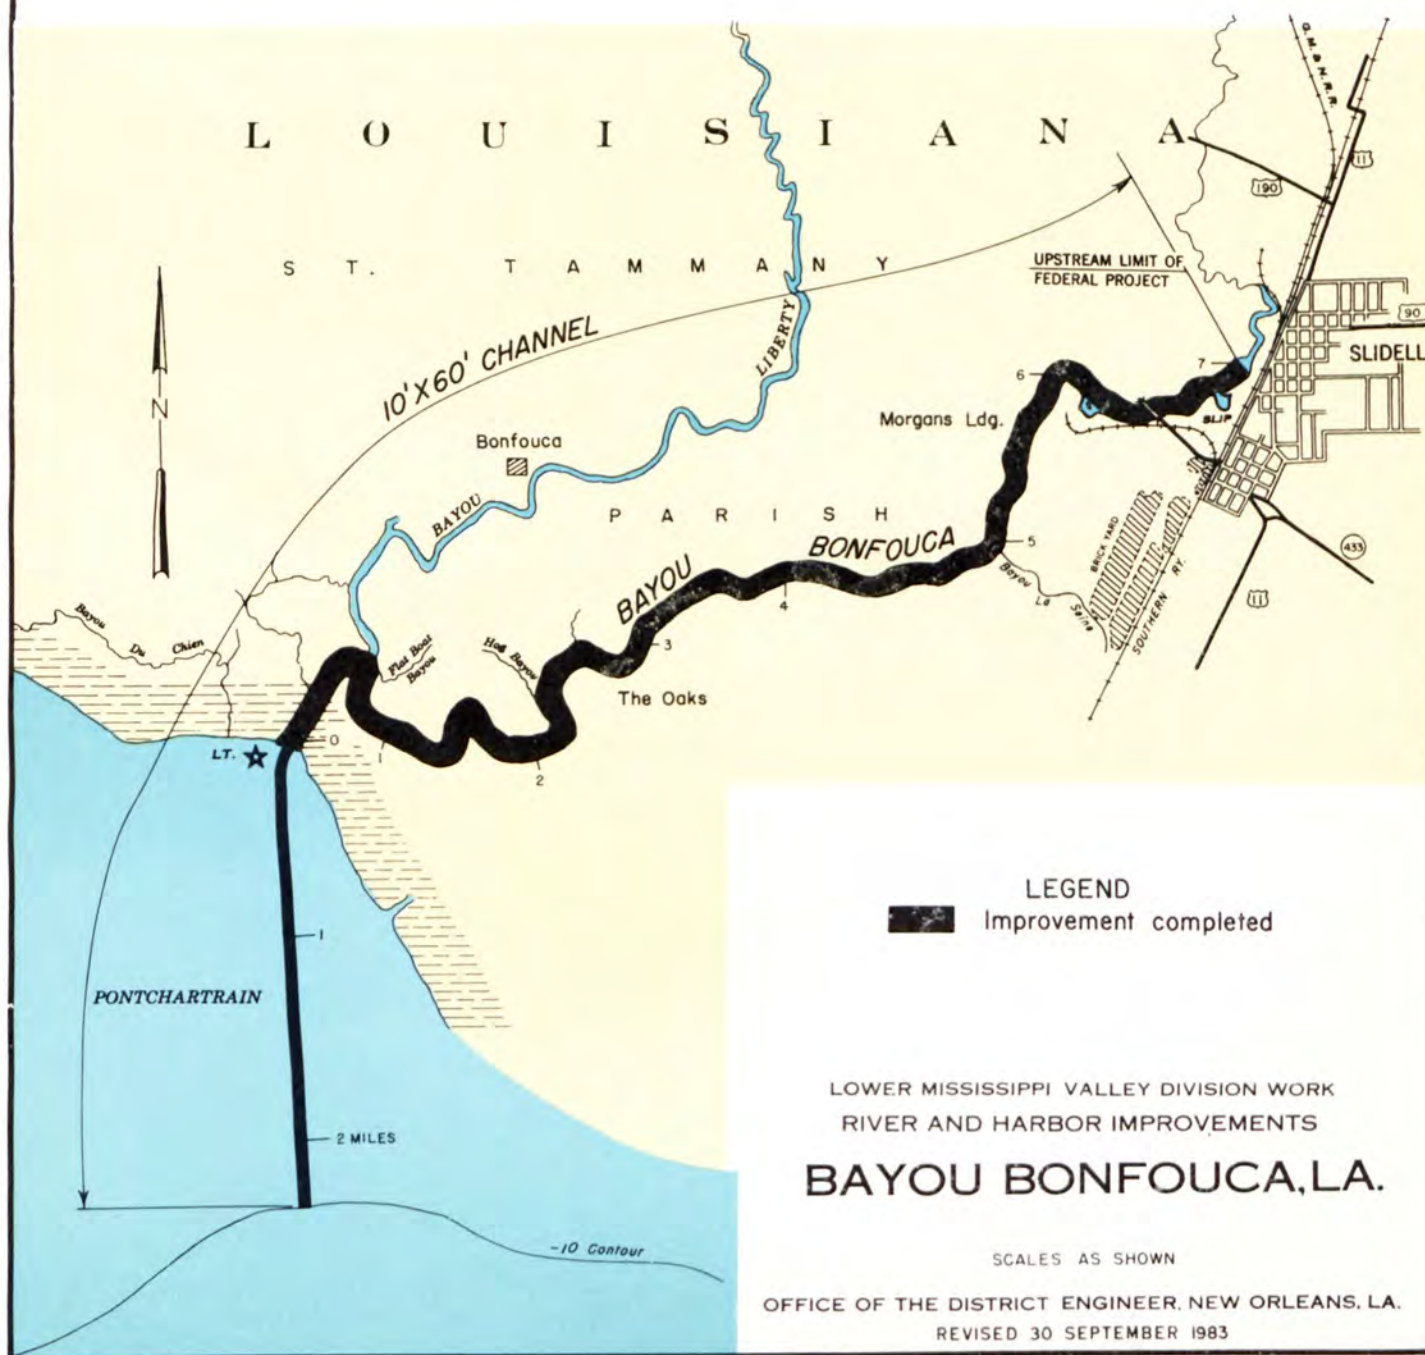 G. M. & N. R. R.
LOUISIANA
11
190
ST. TAMMANY
UPSTREAM LIMIT OF
FEDERAL PROJECT
90
10'X60' CHANNEL
LIBERTY
SLIDELL
7
6
Morgans Ldg.
SLIP
Bonfouca
BAYOU
PARISH
BONFOUCA
5
BRICK YARD
433
N
BAYOU
4
Bayou La
11
SOUTHERN RY.
Bayou Du Chien
Flat Boat
Bayou
Hog Bayou
3
The Oaks
LT.
0
1
2
LEGEND
Improvement completed
1
PONTCHARTRAIN
2 MILES
-10 Contour
LOWER MISSISSIPPI VALLEY DIVISION WORK
RIVER AND HARBOR IMPROVEMENTS
BAYOU BONFOUCA, LA.
SCALES AS SHOWN
OFFICE OF THE DISTRICT ENGINEER, NEW ORLEANS, LA.
REVISED 30 SEPTEMBER 1983